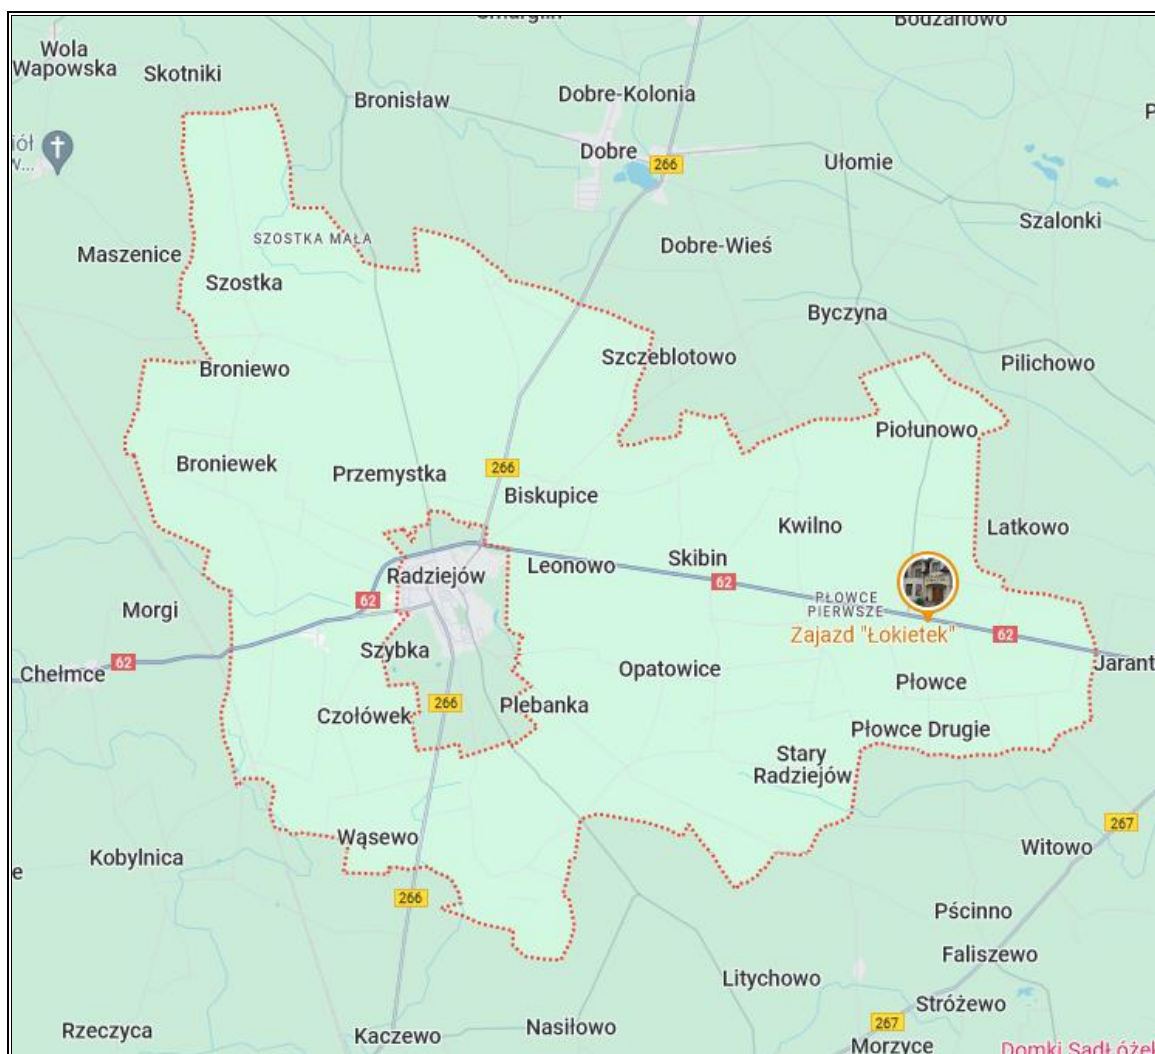 Bodzanowo
Wola
Wapowska
Skotniki
Bronisław
Dobre-Kolonia
Dobre
266
Ułomie
Szalonki
Maszenice
SZOSTKA MAŁA
Dobre-Wieś
Szostka
Byczyna
Broniewo
Szczeblotowo
Pilichowo
Piołunowo
Broniewek
Przemystka
266
Biskupice
Kwilno
Latkowo
Leonowo
Skibin
62
Radziejów
62
PŁOWCE
PIERWSZE
Morgi
Zajazd "Łokietek"
62
Szybka
62
Chełmce
Opatowice
Płowce
Jarant
266
Plebanka
Czołówek
Płowce Drugie
Stary
Radziejów
Wąsewo
267
Witowo
Kobylnica
e
266
Pścinno
Faliszewo
Litychowo
Stróżewo
Rzeczyca
Kaczewo
Nasiłowo
267
Morzyce